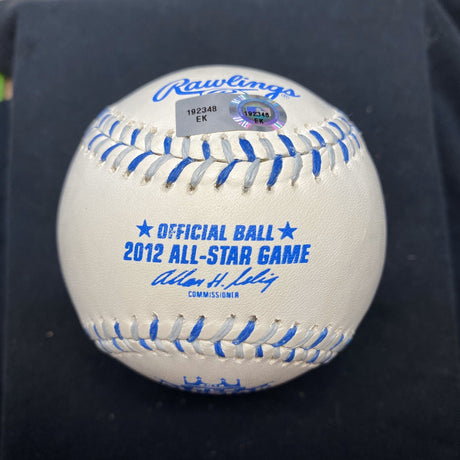 Rawlings
192348
EK
192348
EK
OFFICIAL BALL
2012 ALL-STAR GAME
Allan H. Selig
COMMISSIONER